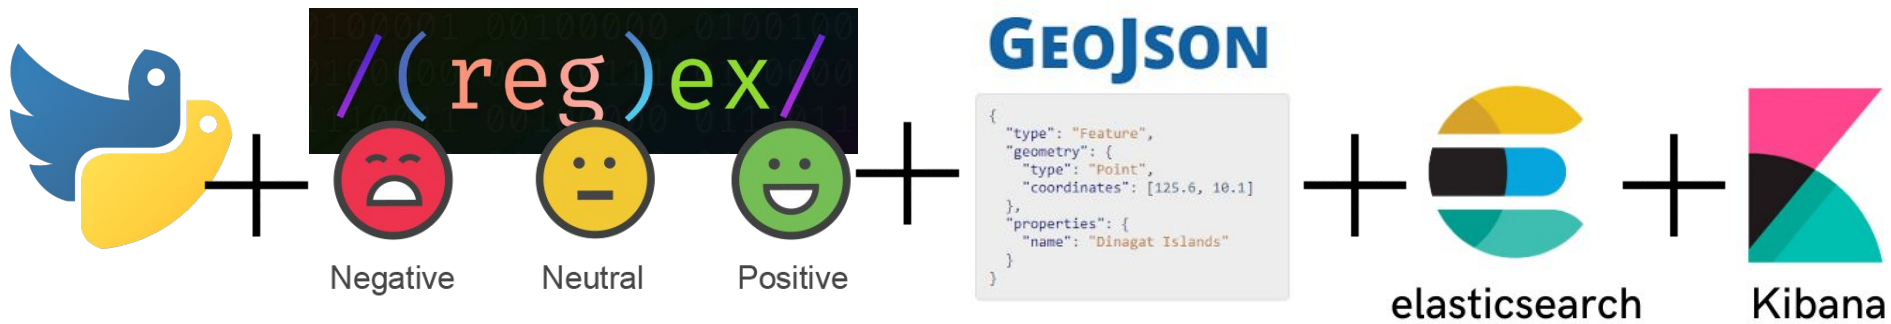 /(reg)ex/
Negative
Neutral
Positive
GEOJSON
{
"type": "Feature",
"geometry": {
"type": "Point",
"coordinates": [125.6, 10.1]
},
"properties": {
"name": "Dinagat Islands"
}
}
elasticsearch
Kibana